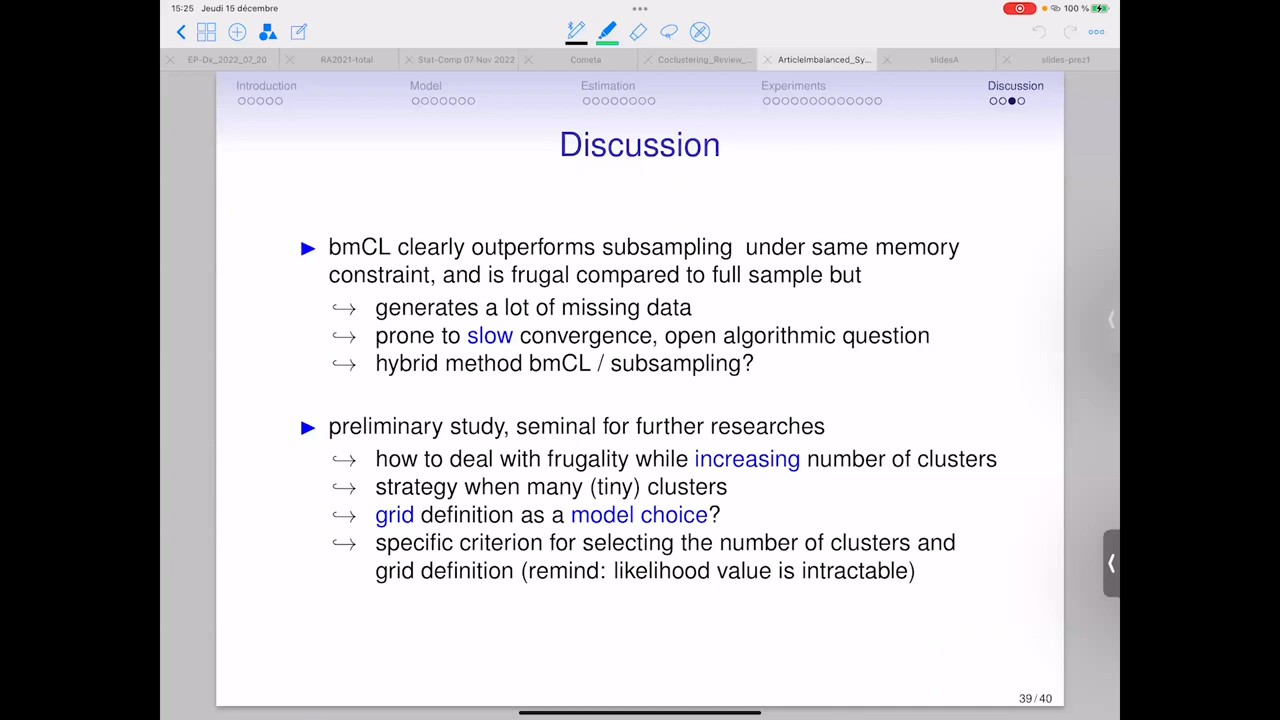 15:25 Jeudi 15 décembre
100 %
EP-Dx_2022_07_20
RA2021-total
Stat-Comp 07 Nov 2022
Cometa
Coclustering_Review_...
ArticleImbalanced_Sy...
slidesA
slides-prez1
Introduction
Model
Estimation
Experiments
Discussion
Discussion
bmCL clearly outperforms subsampling under same memory
constraint, and is frugal compared to full sample but
generates a lot of missing data
prone to slow convergence, open algorithmic question
hybrid method bmCL / subsampling?
preliminary study, seminal for further researches
how to deal with frugality while increasing number of clusters
strategy when many (tiny) clusters
grid definition as a model choice?
specific criterion for selecting the number of clusters and
grid definition (remind: likelihood value is intractable)
39 / 40